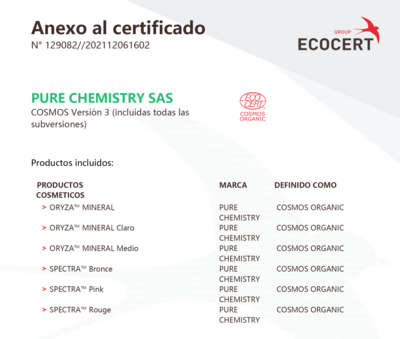 Anexo al certificado
N° 129082//202112061602
GROUP
ECOCERT
PURE CHEMISTRY SAS
COSMOS Versión 3 (incluidas todas las
subversiones)
ECO
CERT
COSMOS
ORGANIC
Productos incluidos:
PRODUCTOS COSMETICOS MARCA DEFINIDO COMO
> ORYZA™ MINERAL PURE CHEMISTRY COSMOS ORGANIC
> ORYZA™ MINERAL Claro PURE CHEMISTRY COSMOS ORGANIC
> ORYZA™ MINERAL Medio PURE CHEMISTRY COSMOS ORGANIC
> SPECTRA™ Bronce PURE CHEMISTRY COSMOS ORGANIC
> SPECTRA™ Pink PURE CHEMISTRY COSMOS ORGANIC
> SPECTRA™ Rouge PURE CHEMISTRY COSMOS ORGANIC